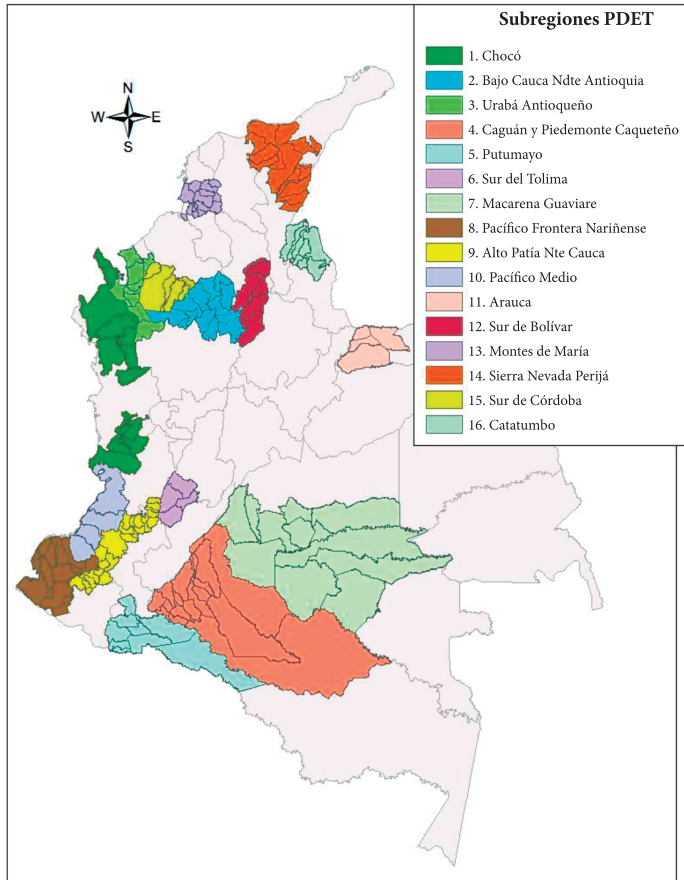 Subregiones PDET
N
W E
S
1. Chocó
2. Bajo Cauca Ndte Antioquia
3. Urabá Antioqueño
4. Caguán y Piedemonte Caqueteño
5. Putumayo
6. Sur del Tolima
7. Macarena Guaviare
8. Pacífico Frontera Nariñense
9. Alto Patía Nte Cauca
10. Pacífico Medio
11. Arauca
12. Sur de Bolívar
13. Montes de María
14. Sierra Nevada Perijá
15. Sur de Córdoba
16. Catatumbo